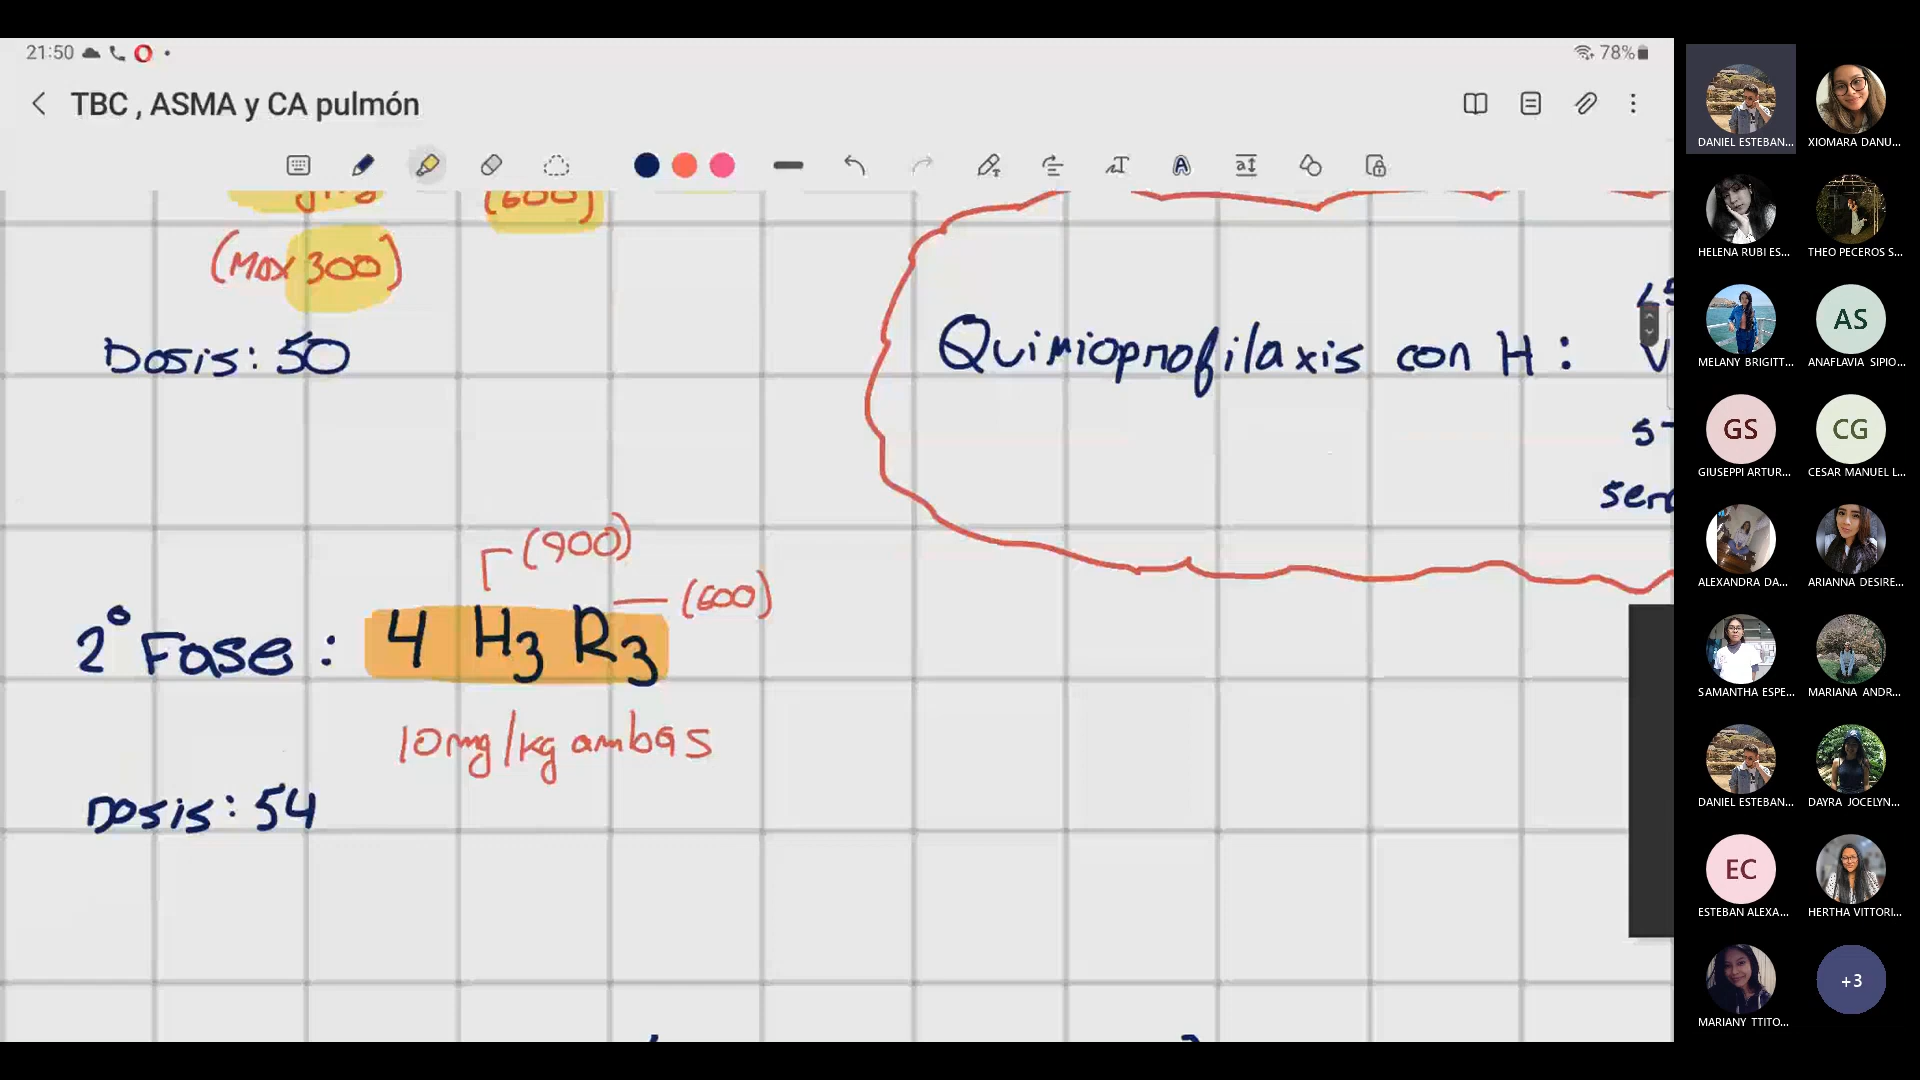 21:50
78%
TBC , ASMA y CA pulmón
(600)
(MAX 300)
Dosis: 50
Quimioprofilaxis con H :
(900)
(600)
2° Fase : 4 H3 R3
10mg/kg ambas
Dosis: 54
DANIEL ESTEBAN...
XIOMARA DANU...
HELENA RUBI ES...
THEO PECEROS S...
MELANY BRIGITT...
AS
ANAFLAVIA SIPIO...
GS
GIUSEPPI ARTUR...
CG
CESAR MANUEL L...
ALEXANDRA DA...
ARIANNA DESIRE...
SAMANTHA ESPE...
MARIANA ANDR...
DANIEL ESTEBAN...
DAYRA JOCELYN...
EC
ESTEBAN ALEXA...
HERTHA VITTORI...
MARIANY TTITO...
+3